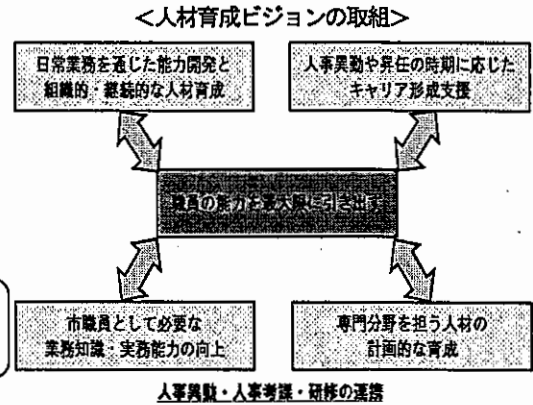 <人材育成ビジョンの取組>
日常業務を通じた能力開発と
組織的・継続的な人材育成
人事異動や昇任の時期に応じた
キャリア形成支援
職員の能力を最大限に引き出す
市職員として必要な
業務知識・実務能力の向上
専門分野を担う人材の
計画的な育成
人事異動・人事考課・研修の連携